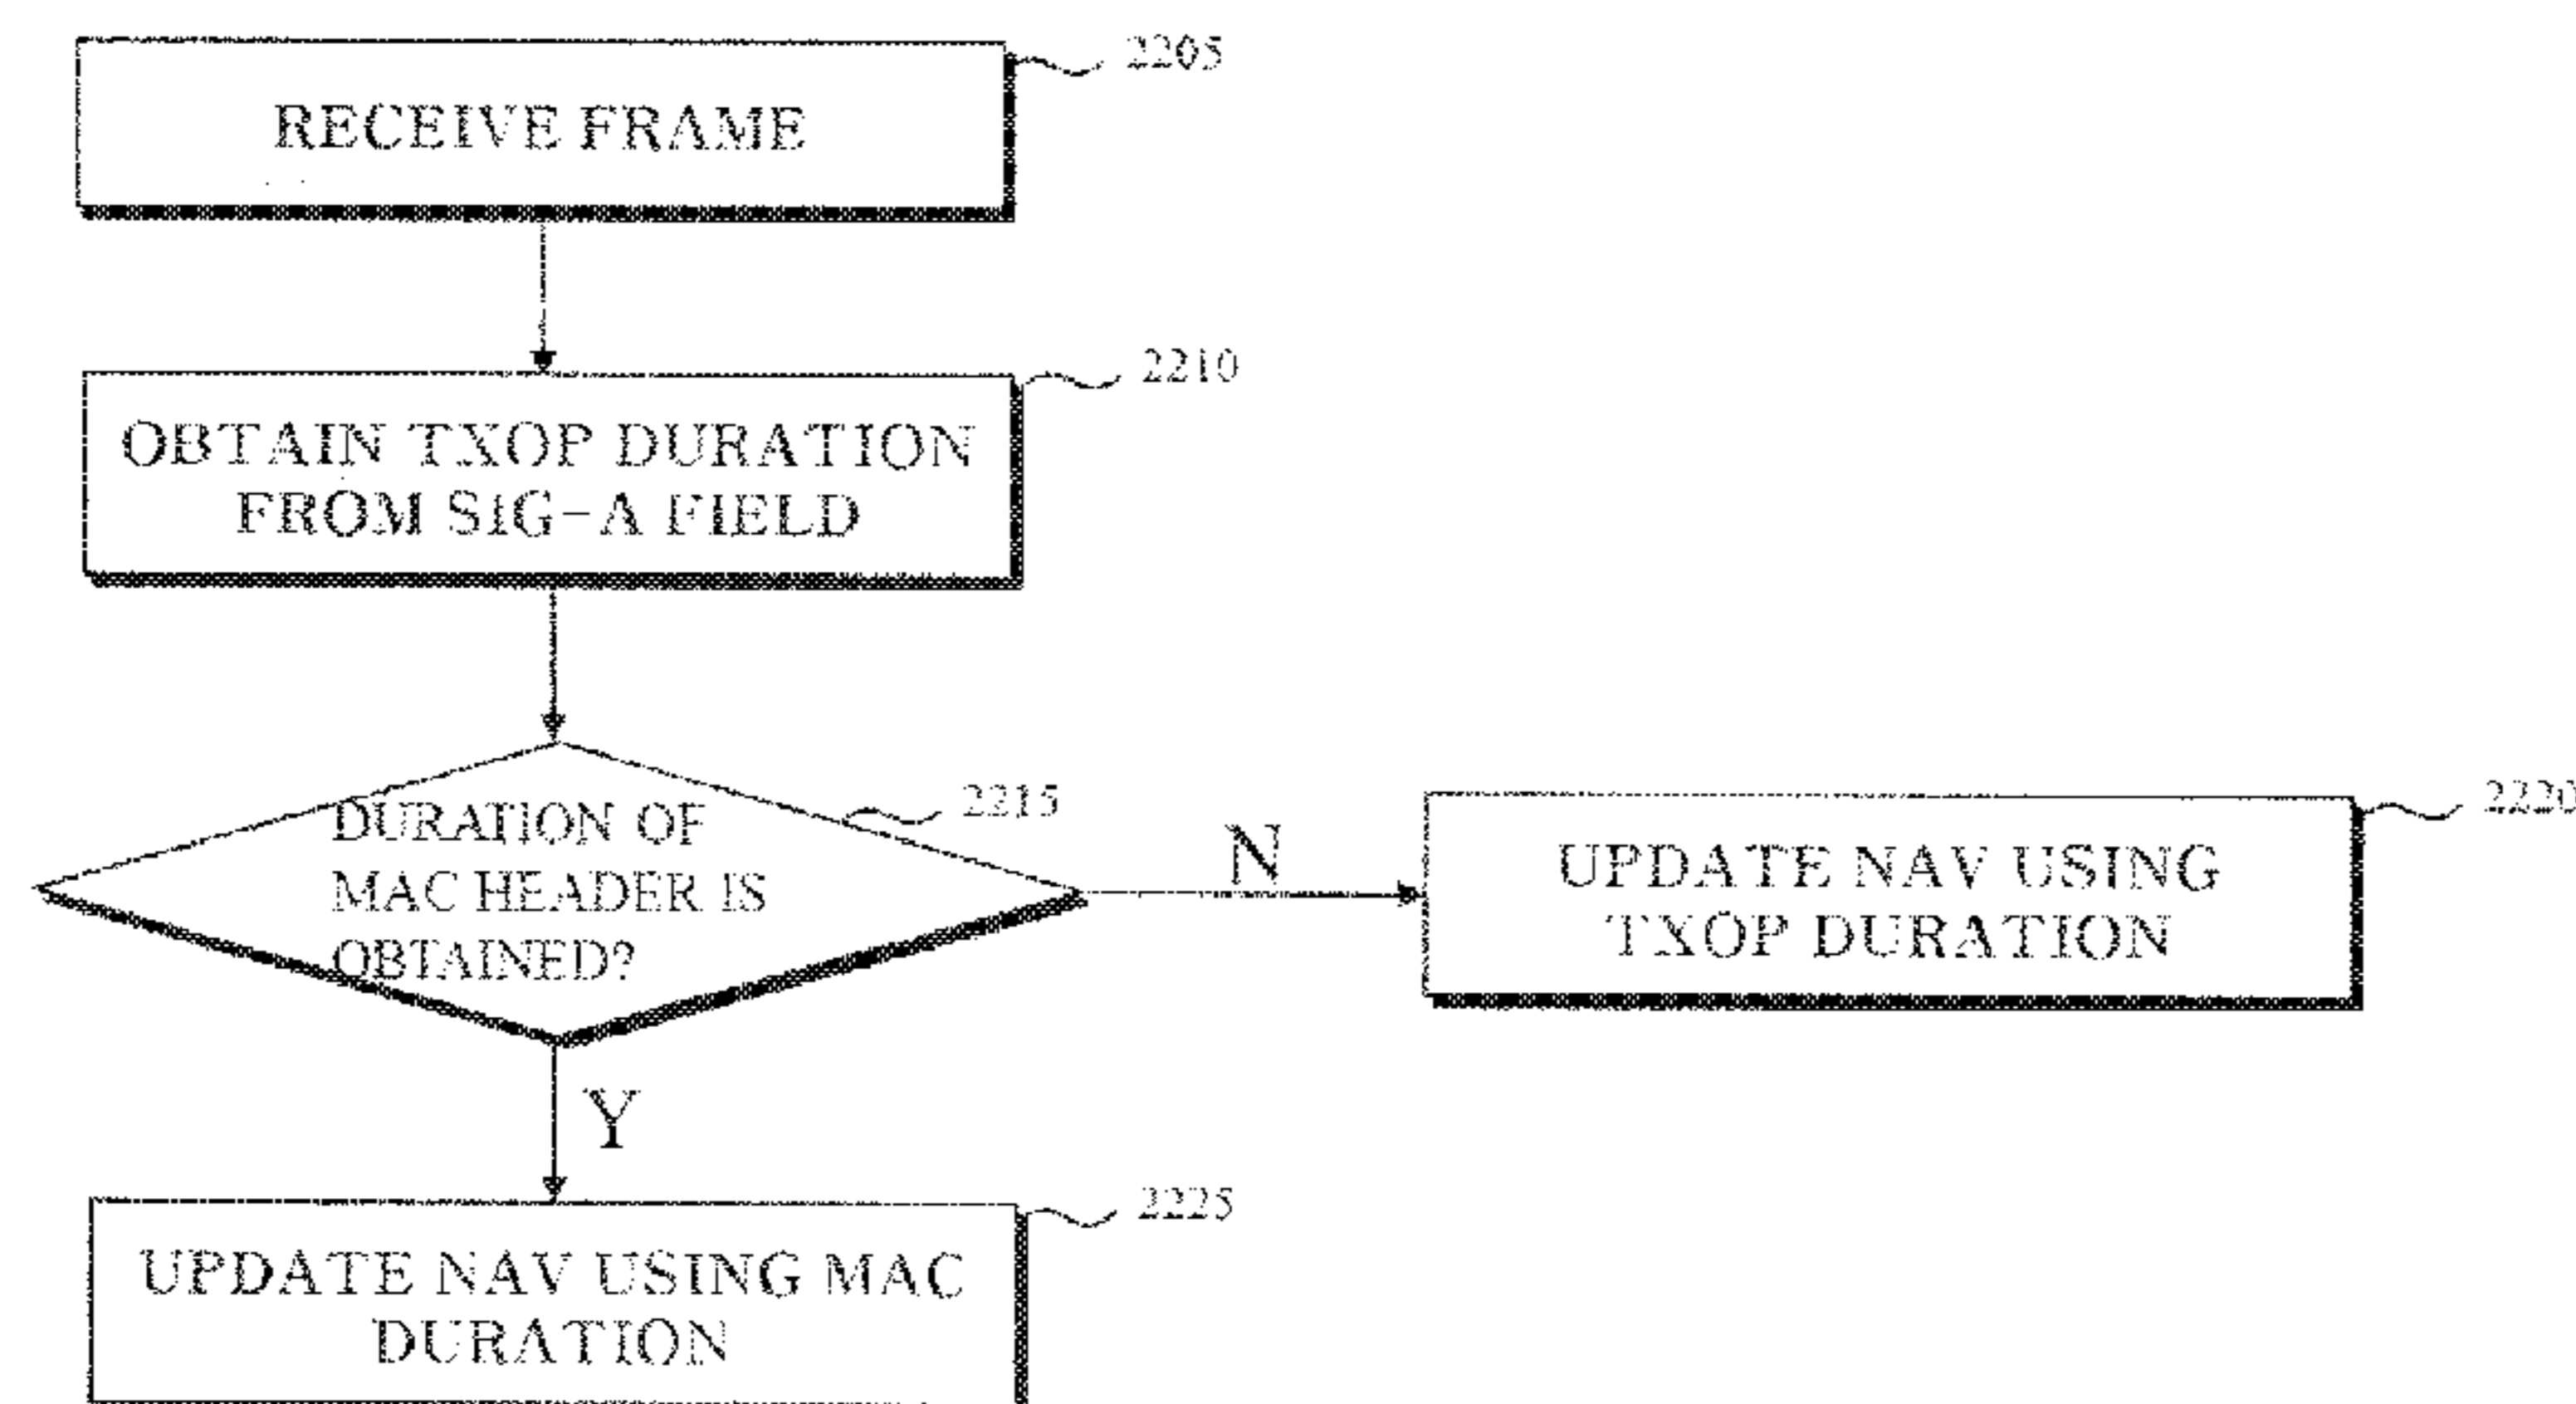 2205
RECEIVE FRAME
2210
OBTAIN TXOP DURATION
FROM SIG-A FIELD
2215
DURATION OF
MAC HEADER IS
OBTAINED?
N
2220
UPDATE NAV USING
TXOP DURATION
Y
2225
UPDATE NAV USING MAC
DURATION